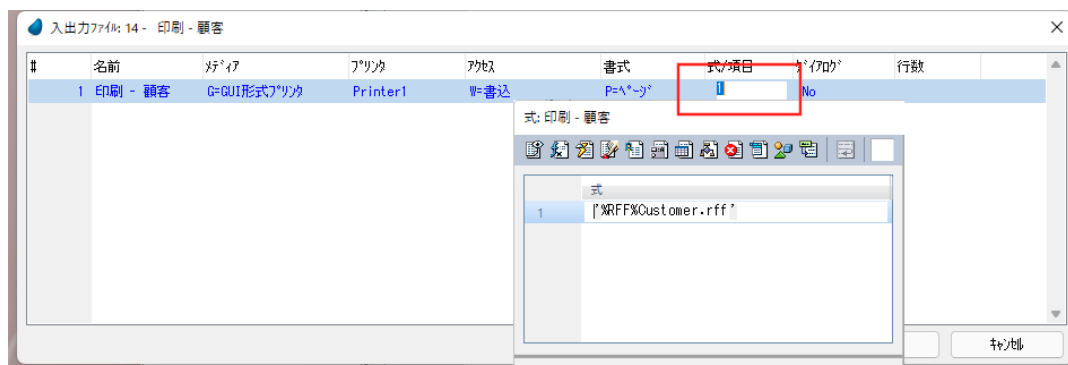 入出力ﾌｧｲﾙ: 14 - 印刷 - 顧客
# 名前 ﾒﾃﾞｨｱ ﾌﾟﾘﾝﾀ ｱｸｾｽ 書式 式/項目 ﾀﾞｲｱﾛｸﾞ 行数
1 印刷 - 顧客 G=GUI形式ﾌﾟﾘﾝﾀ Printer1 W=書込 P=ﾍﾟｰｼﾞ 1 No
式: 印刷 - 顧客
式
1 '%RFF%Customer.rff'
ｷｬﾝｾﾙ